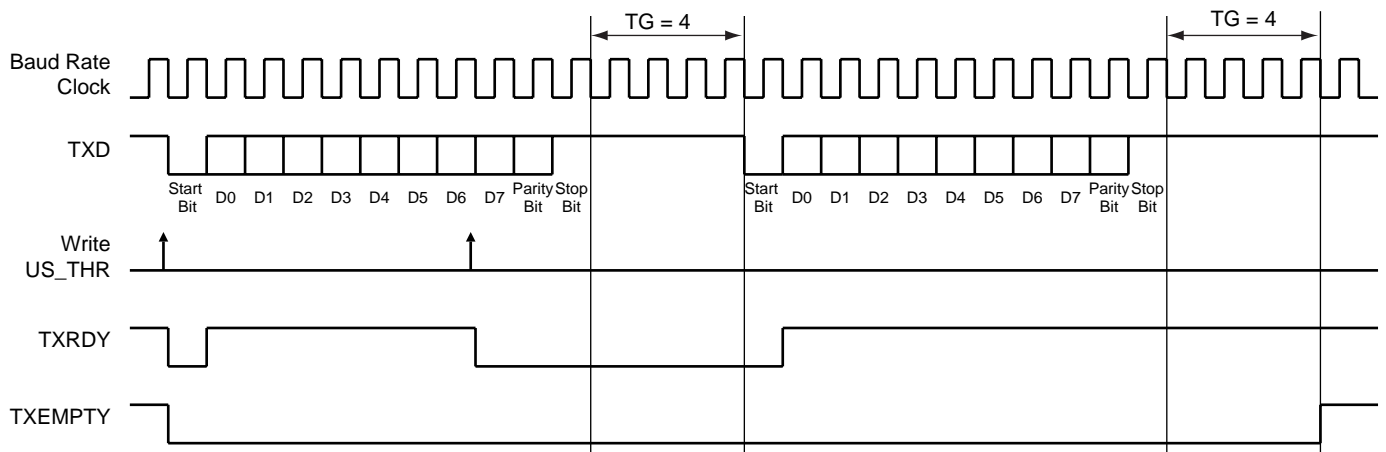 TG = 4
TG = 4
Baud Rate
Clock
TXD
Start
Bit
D0
D1
D2
D3
D4
D5
D6
D7
Parity
Bit
Stop
Bit
Start
Bit
D0
D1
D2
D3
D4
D5
D6
D7
Parity
Bit
Stop
Bit
Write
US_THR
TXRDY
TXEMPTY